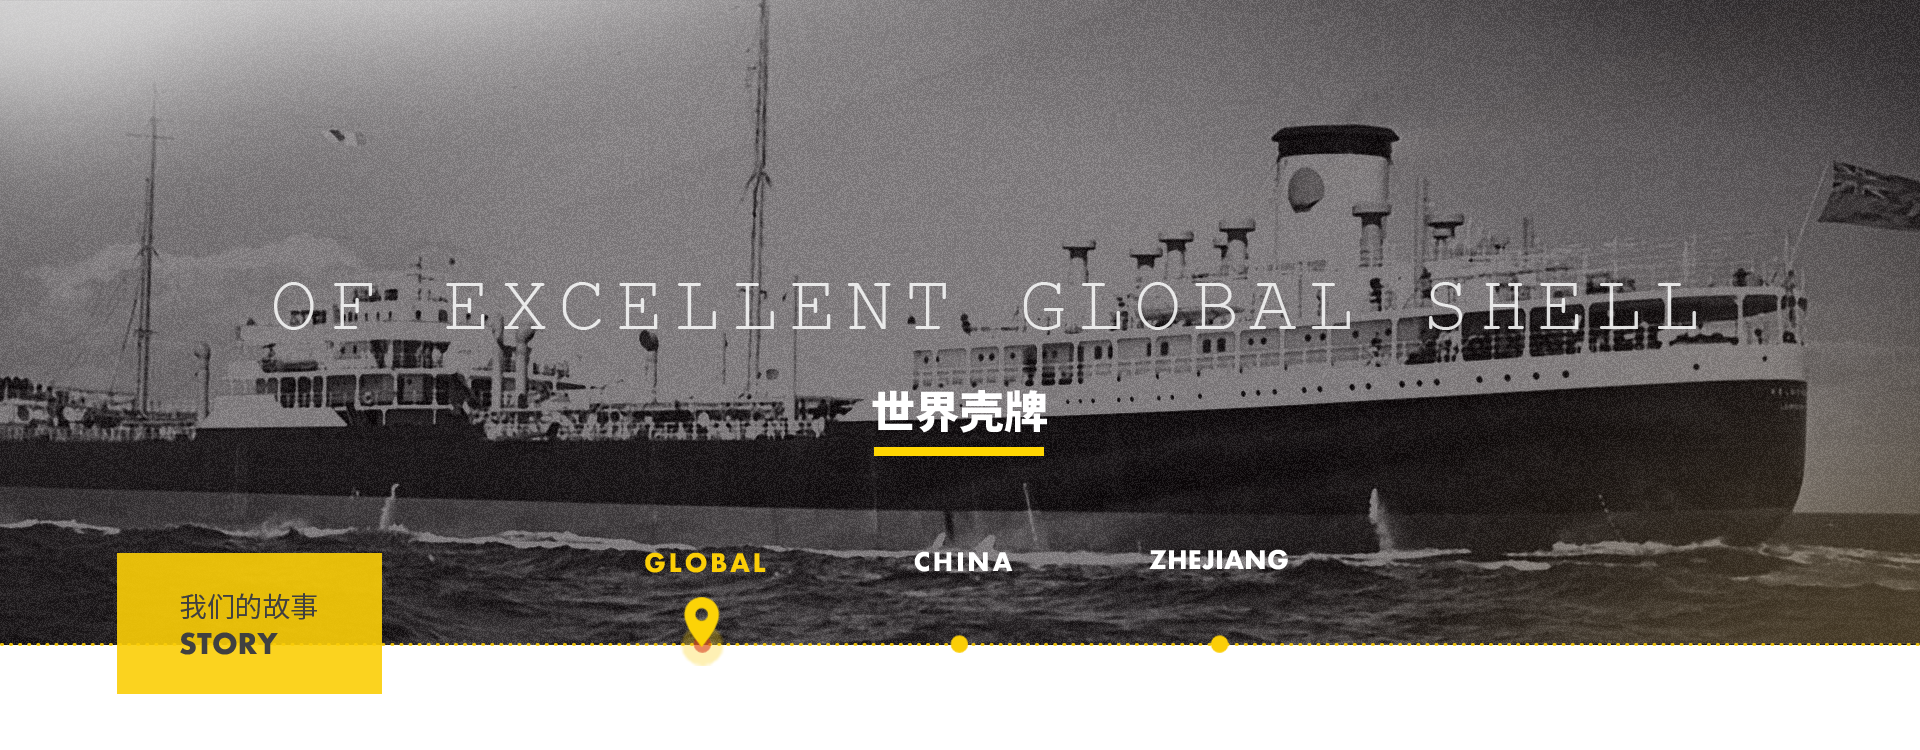 OF EXCELLENT GLOBAL SHELL
世界壳牌
GLOBAL
CHINA
ZHEJIANG
我们的故事
STORY